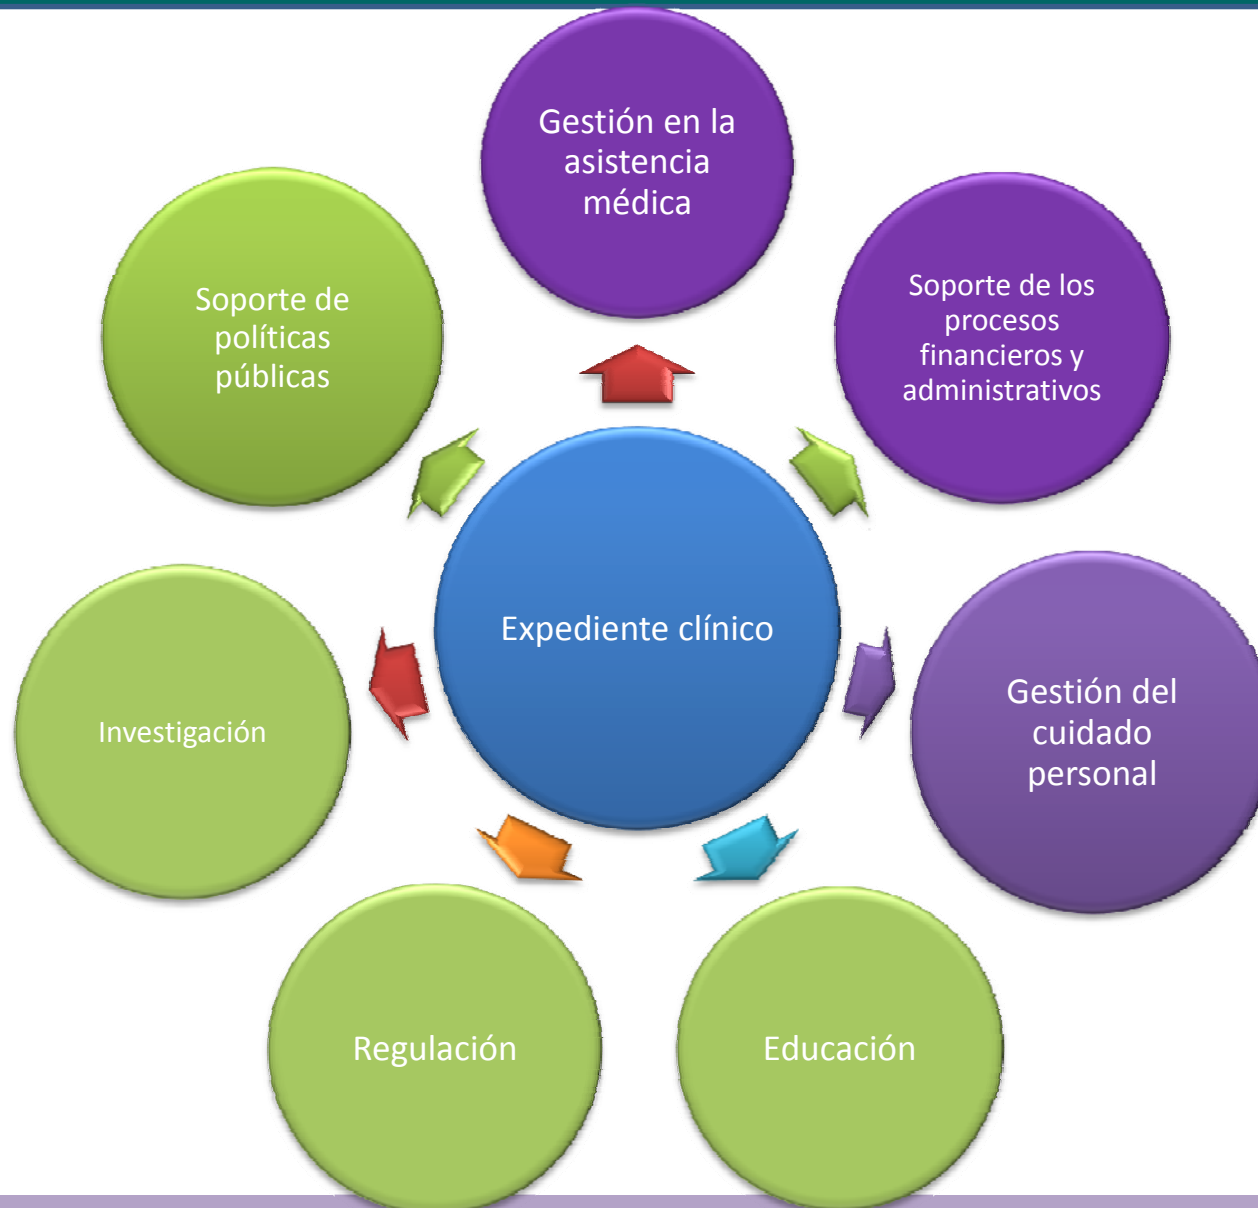 Gestión en la
asistencia
médica
Soporte de
políticas
públicas
Soporte de los
procesos
financieros y
administrativos
Expediente clínico
Gestión del
cuidado
personal
Investigación
Regulación
Educación